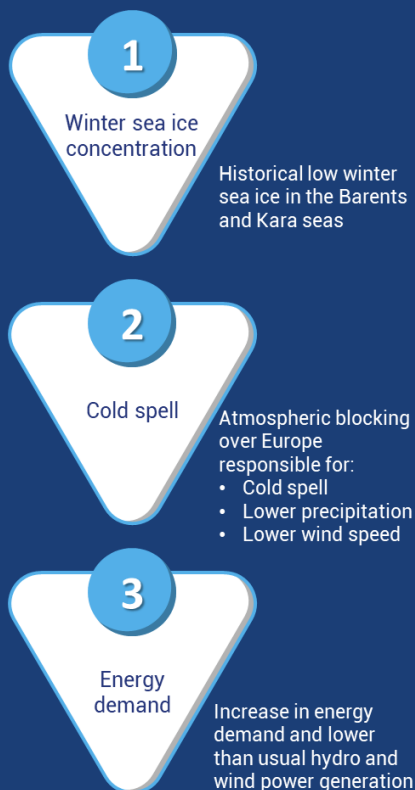 1
Winter sea ice
concentration
Historical low winter
sea ice in the Barents
and Kara seas
2
Cold spell
Atmospheric blocking
over Europe
responsible for:
• Cold spell
• Lower precipitation
• Lower wind speed
3
Energy
demand
Increase in energy
demand and lower
than usual hydro and
wind power generation